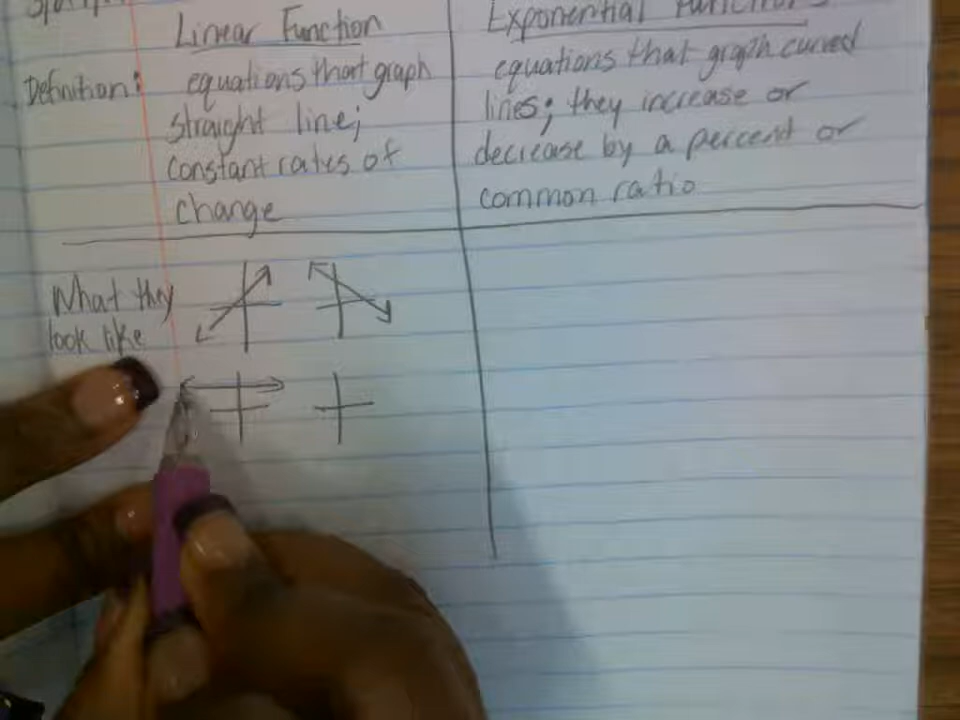 Linear Function
Exponential Function
Definition:
equations that graph
straight line;
constant rates of
change
equations that graph curved
lines; they increase or
decrease by a percent or
common ratio
What they
look like